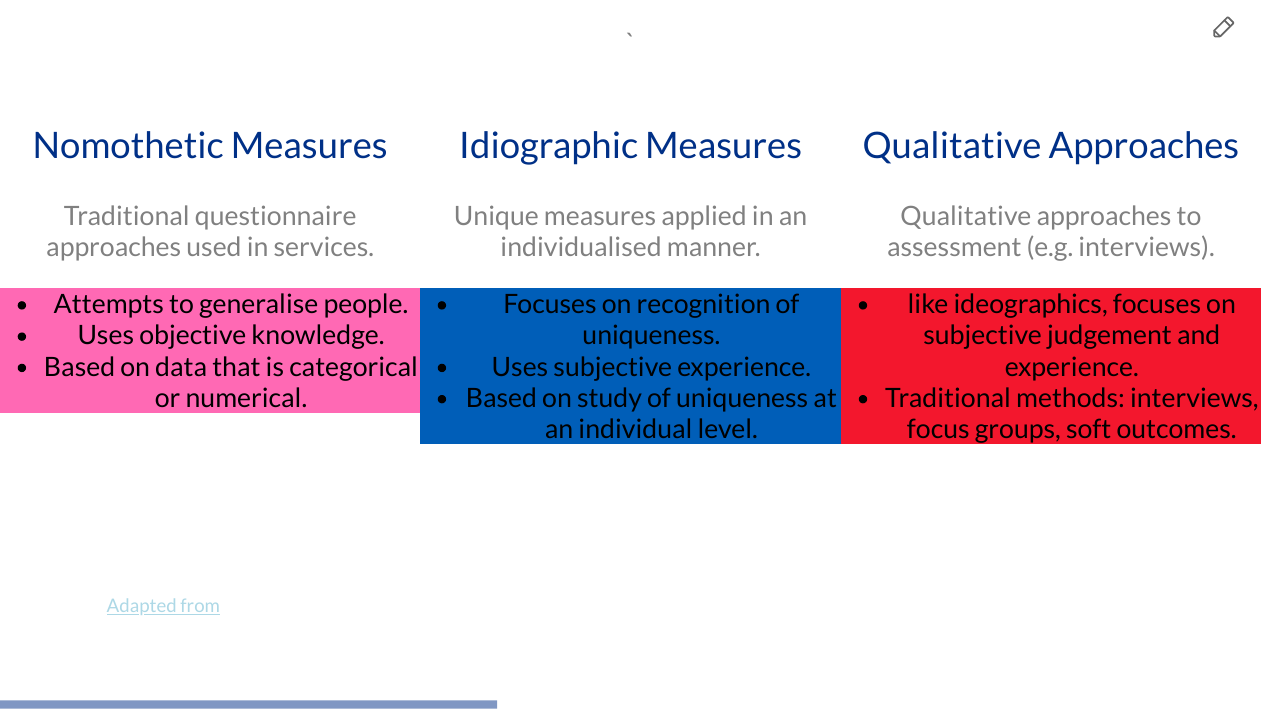 `
Nomothetic Measures
Traditional questionnaire
approaches used in services.
• Attempts to generalise people.
• Uses objective knowledge.
• Based on data that is categorical
or numerical.
Idiographic Measures
Unique measures applied in an
individualised manner.
• Focuses on recognition of
uniqueness.
• Uses subjective experience.
• Based on study of uniqueness at
an individual level.
Qualitative Approaches
Qualitative approaches to
assessment (e.g. interviews).
• like ideographics, focuses on
subjective judgement and
experience.
• Traditional methods: interviews,
focus groups, soft outcomes.
Adapted from